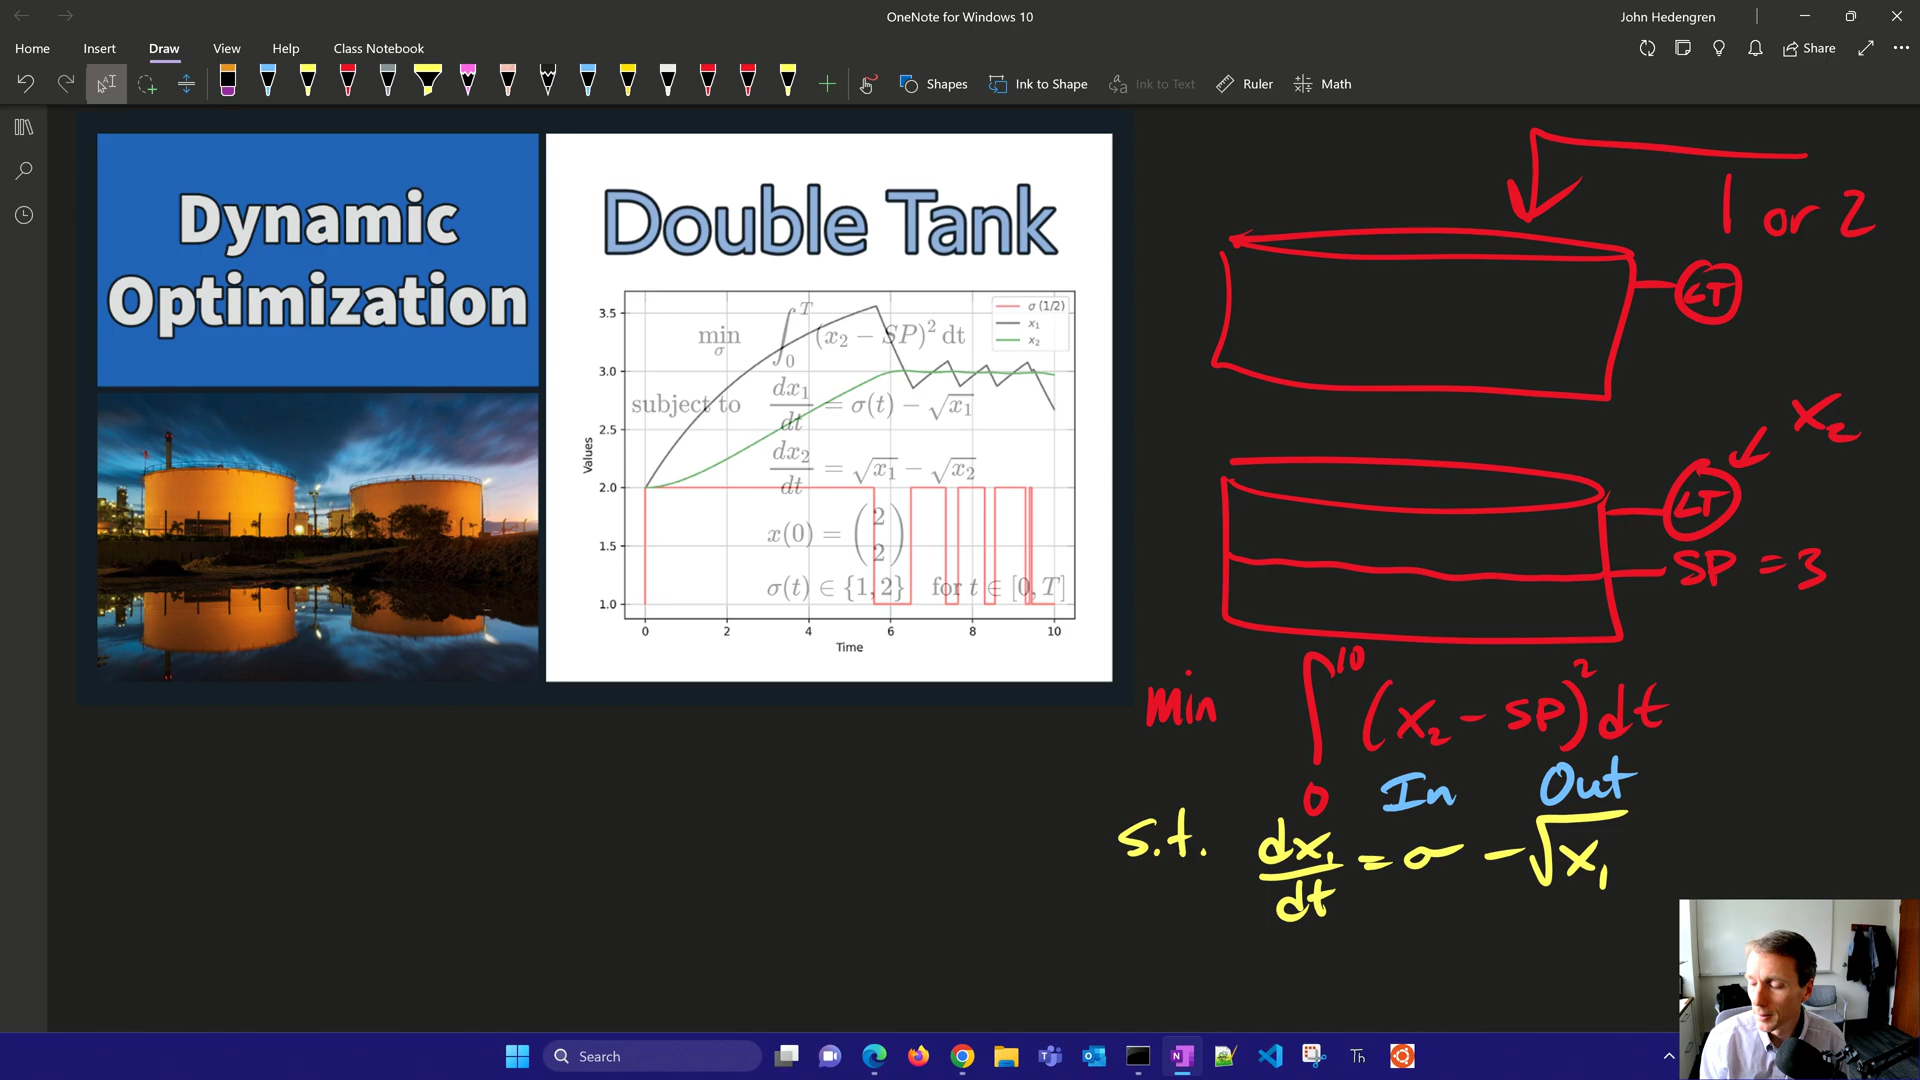 OneNote for Windows 10
John Hedengren
Home Insert Draw View Help Class Notebook
Share
Shapes Ink to Shape Ink to Text Ruler Math
Dynamic
Optimization
Double Tank
min σ ∫₀ᵀ (x₂ − SP)² dt
subject to dx₁/dt = σ(t) − √x₁
dx₂/dt = √x₁ − √x₂
x(0) = (2 2)
σ(t) ∈ {1, 2} for t ∈ [0, T]
σ (1/2)
x₁
x₂
Values
3.5
3.0
2.5
2.0
1.5
1.0
0 2 4 6 8 10
Time
1 or 2
LT
x₂
LT
SP = 3
min ∫₀¹⁰ (x₂ − SP)² dt
In Out
s.t. dx₁/dt = σ − √x₁
Search
Th